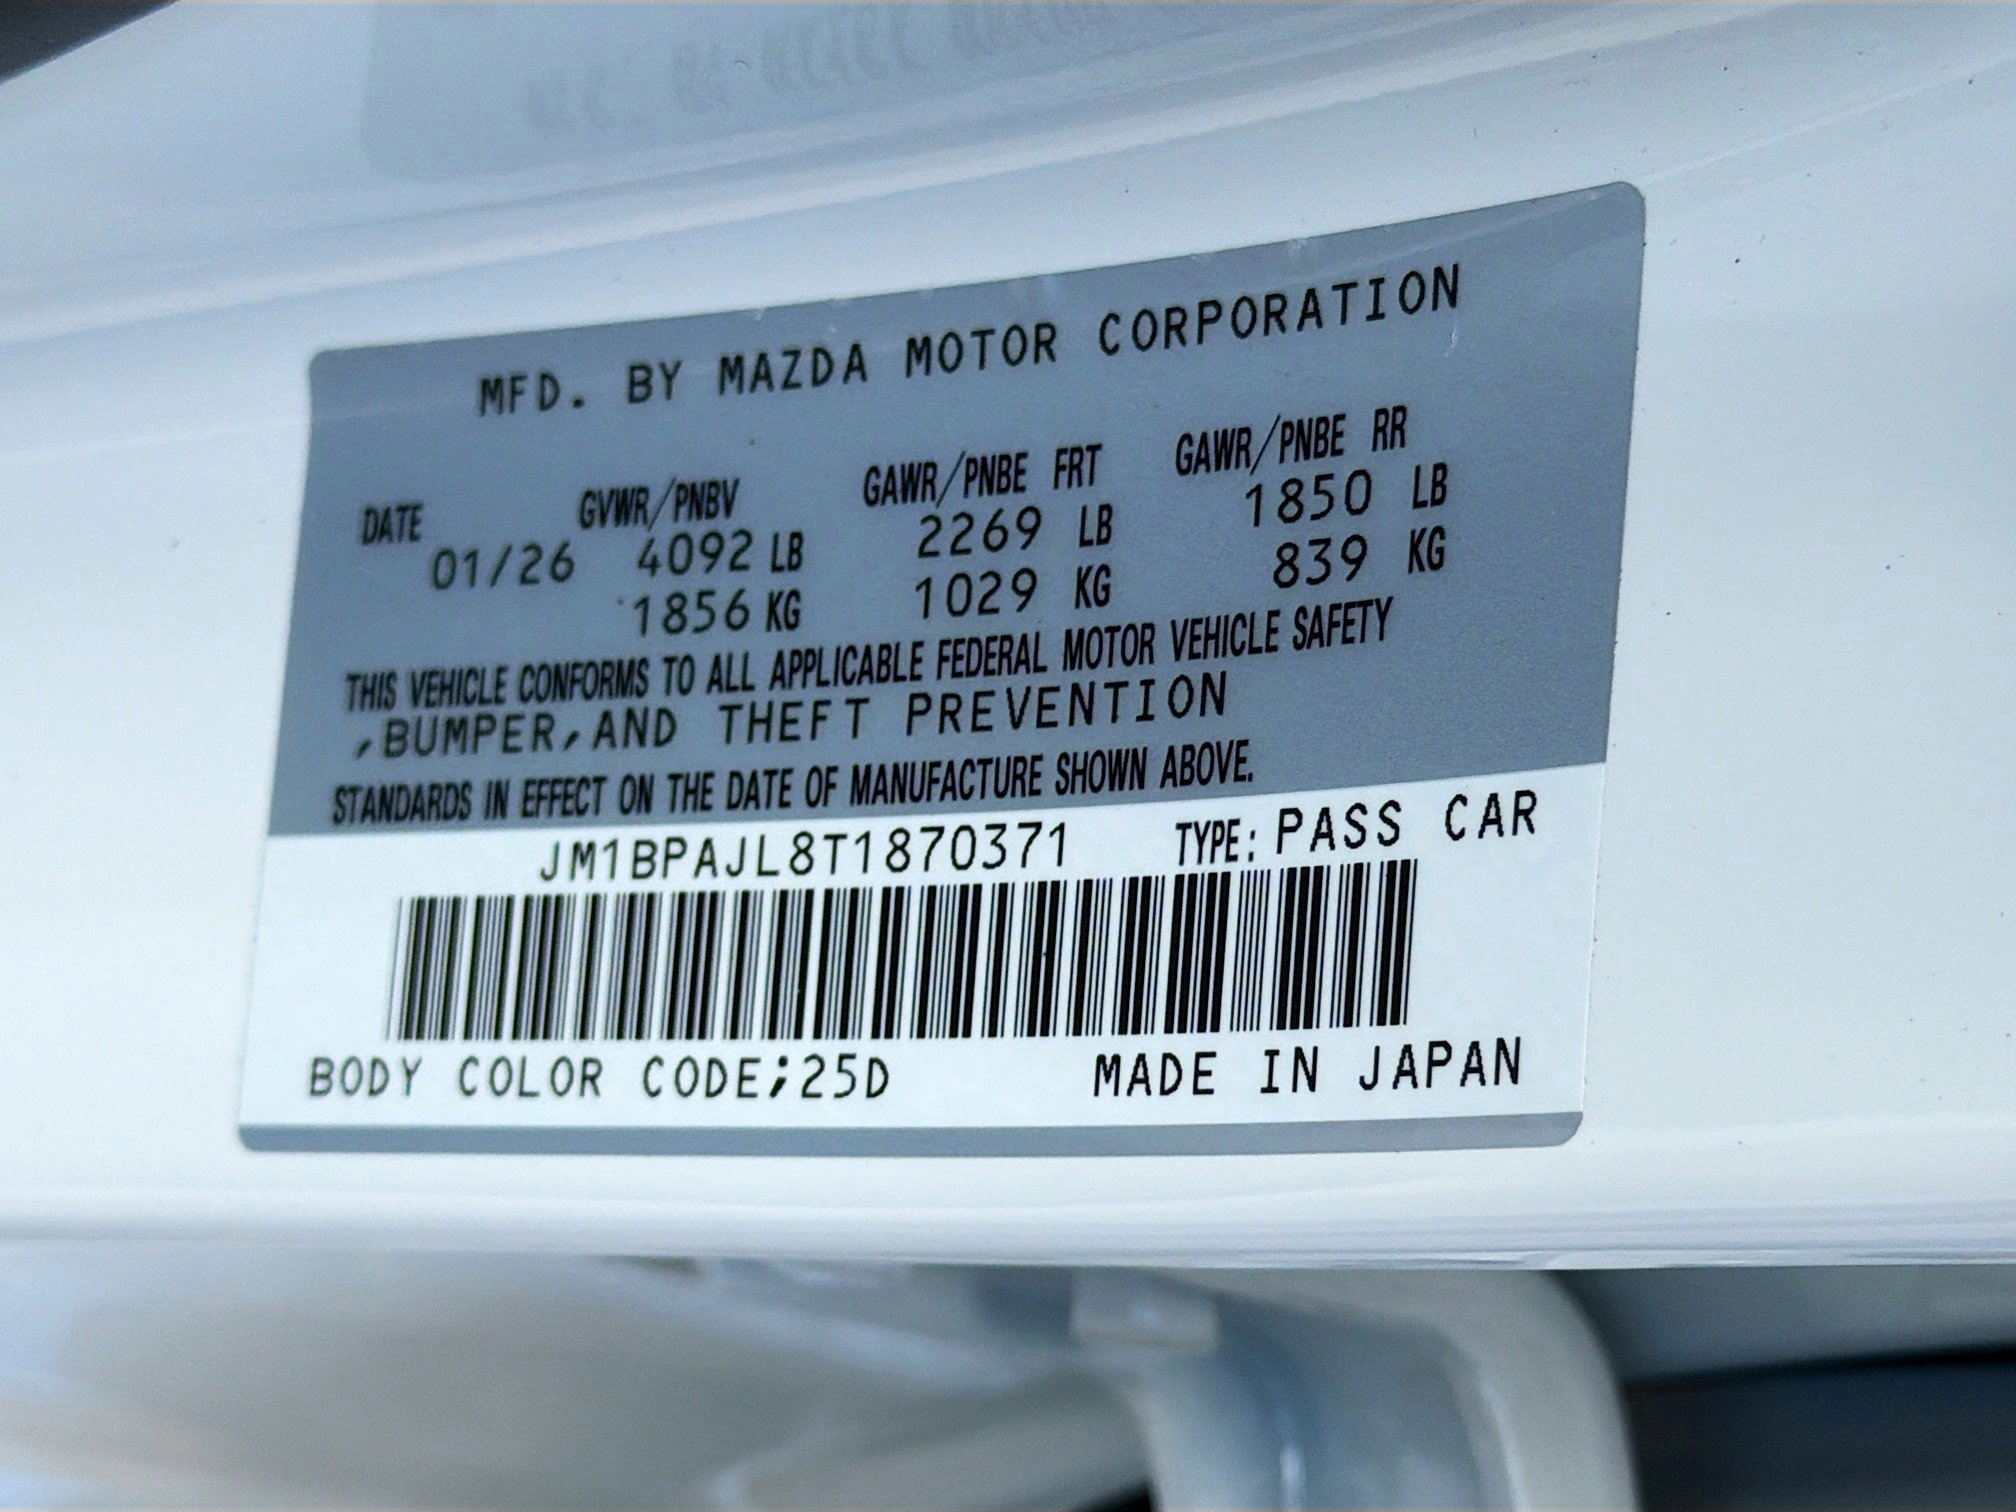 MFD. BY MAZDA MOTOR CORPORATION
DATE GVWR/PNBV GAWR/PNBE FRT GAWR/PNBE RR
01/26 4092 LB 2269 LB 1850 LB
1856 KG 1029 KG 839 KG
THIS VEHICLE CONFORMS TO ALL APPLICABLE FEDERAL MOTOR VEHICLE SAFETY
,BUMPER,AND THEFT PREVENTION
STANDARDS IN EFFECT ON THE DATE OF MANUFACTURE SHOWN ABOVE.
JM1BPAJL8T1870371 TYPE: PASS CAR
BODY COLOR CODE;25D MADE IN JAPAN